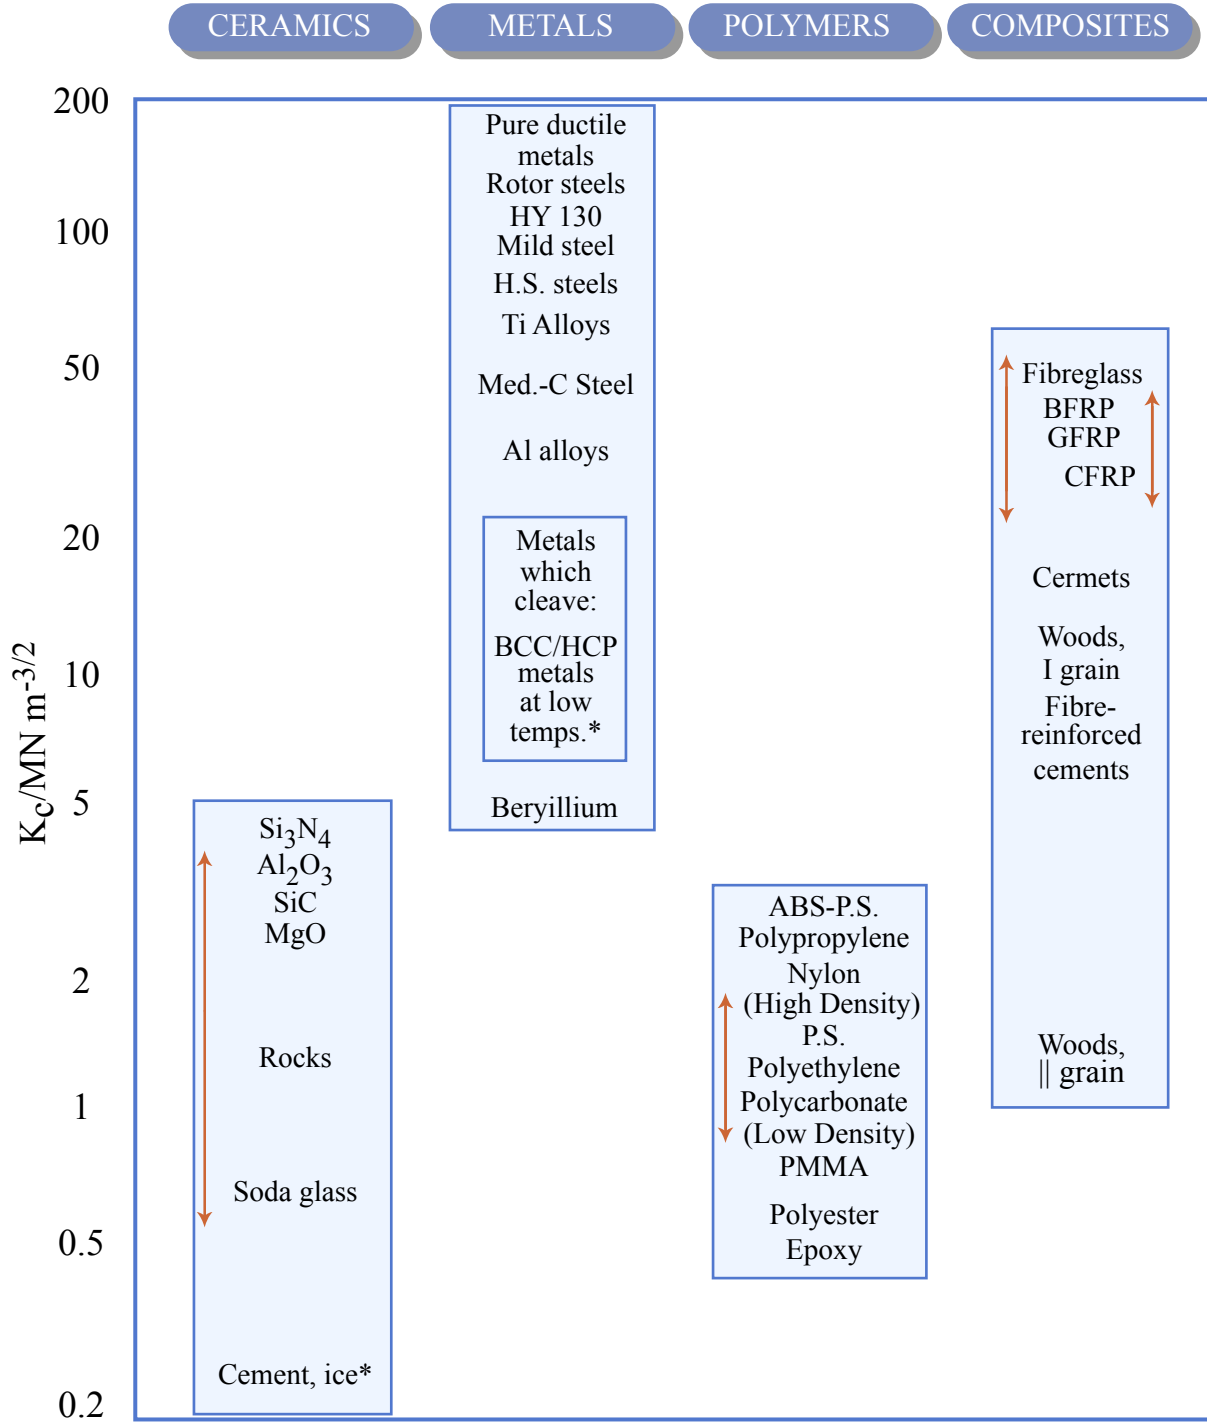 CERAMICS
METALS
POLYMERS
COMPOSITES
K_C/MN m^-3/2
200
100
50
20
10
5
2
1
0.5
0.2
Si3N4
Al2O3
SiC
MgO
Rocks
Soda glass
Cement, ice*
Pure ductile
metals
Rotor steels
HY 130
Mild steel
H.S. steels
Ti Alloys
Med.-C Steel
Al alloys
Metals
which
cleave:
BCC/HCP
metals
at low
temps.*
Beryillium
ABS-P.S.
Polypropylene
Nylon
(High Density)
P.S.
Polyethylene
Polycarbonate
(Low Density)
PMMA
Polyester
Epoxy
Fibreglass
BFRP
GFRP
CFRP
Cermets
Woods,
I grain
Fibre-
reinforced
cements
Woods,
|| grain